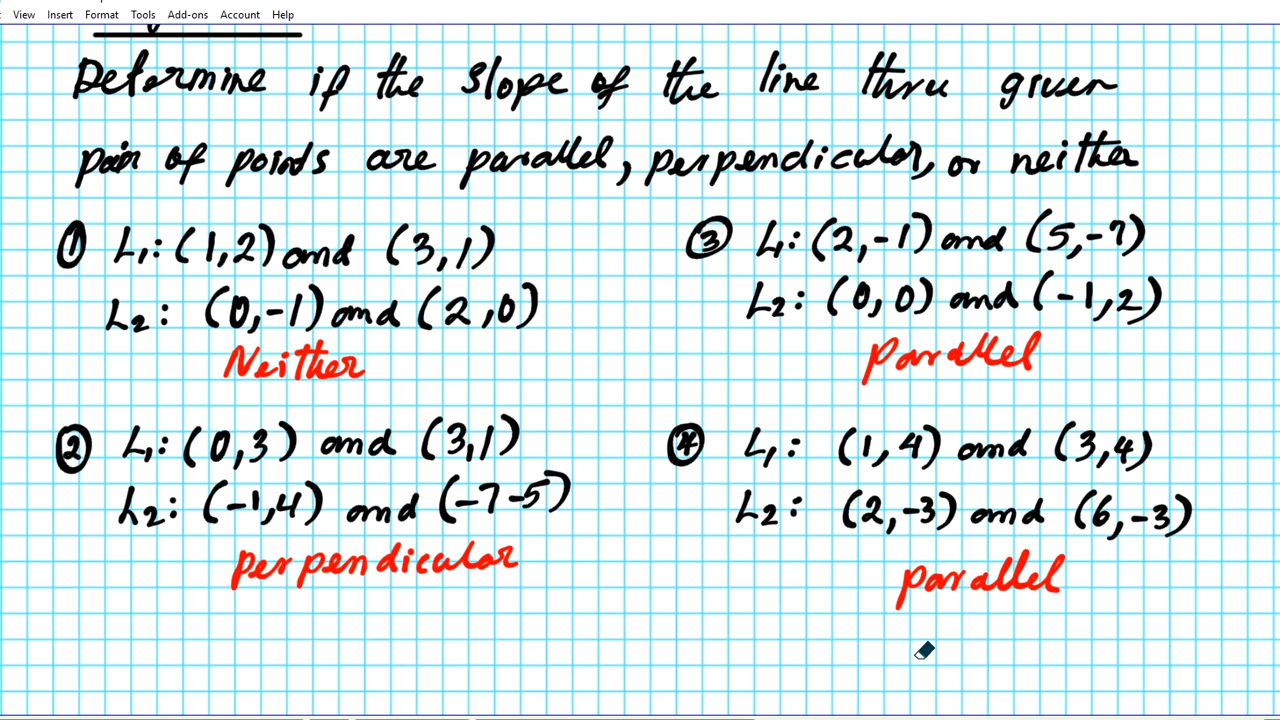 View Insert Format Tools Add-ons Account Help
Determine if the slope of the line thru given
pair of points are parallel, perpendicular, or neither
① L₁: (1,2) and (3,1)
L₂: (0,-1) and (2,0)
Neither
② L₁: (0,3) and (3,1)
L₂: (-1,4) and (-7-5)
perpendicular
③ L₁: (2,-1) and (5,-7)
L₂: (0,0) and (-1,2)
parallel
④ L₁: (1,4) and (3,4)
L₂: (2,-3) and (6,-3)
parallel